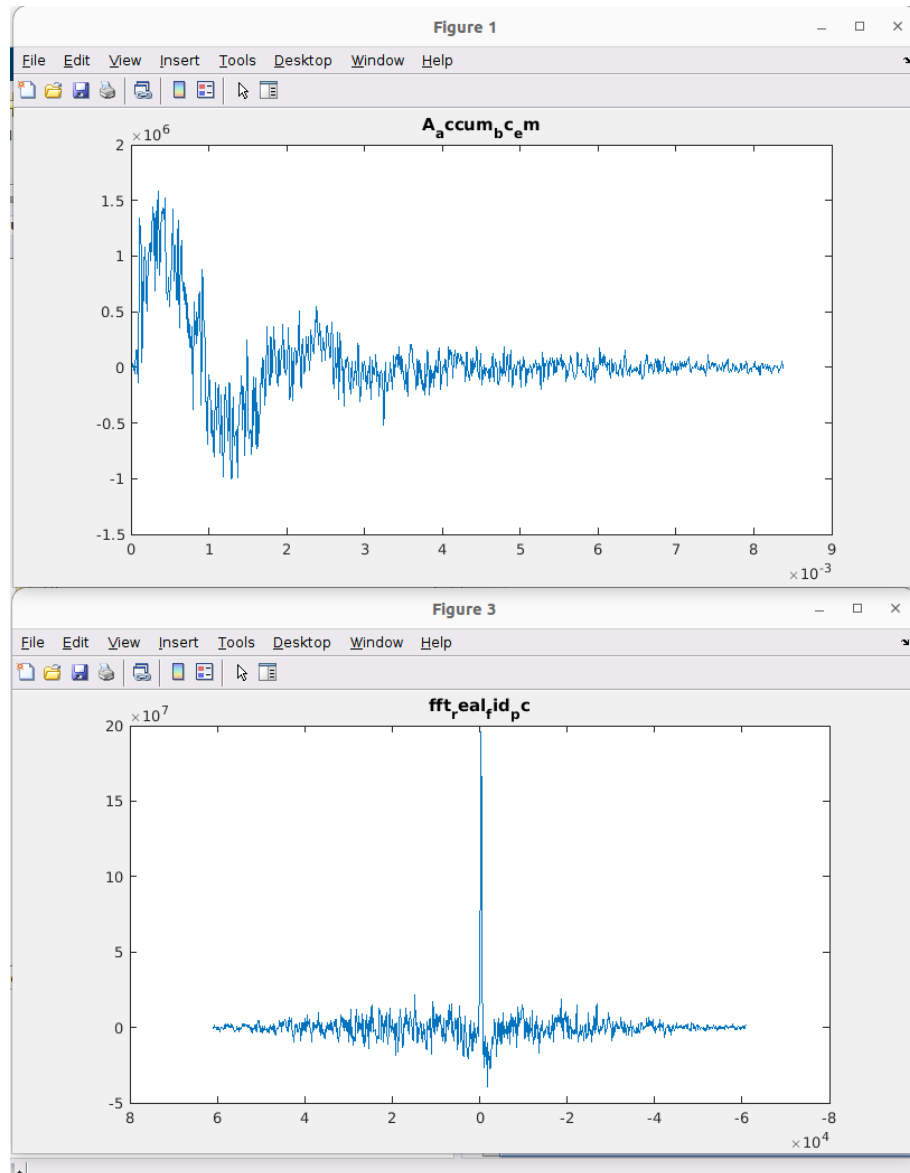 Figure 1
File Edit View Insert Tools Desktop Window Help
A_accum_bc_em
×10^6
2
1.5
1
0.5
0
-0.5
-1
-1.5
0 1 2 3 4 5 6 7 8 9
×10^-3
Figure 3
File Edit View Insert Tools Desktop Window Help
fft_real_fid_pc
×10^7
20
15
10
5
0
-5
8 6 4 2 0 -2 -4 -6 -8
×10^4